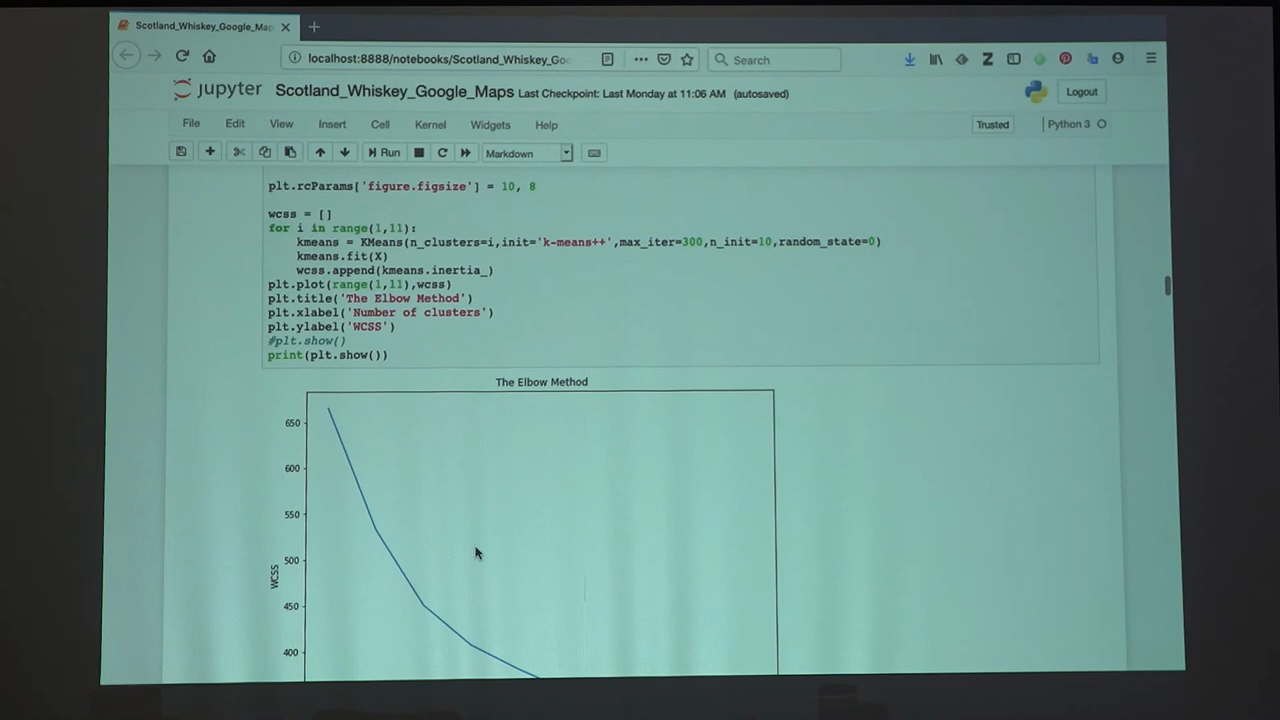 Scotland_Whiskey_Google_Map
localhost:8888/notebooks/Scotland_Whiskey_Go
Search
jupyter Scotland_Whiskey_Google_Maps Last Checkpoint: Last Monday at 11:06 AM (autosaved)
Logout
File Edit View Insert Cell Kernel Widgets Help
Trusted
Python 3
Run
Markdown
plt.rcParams['figure.figsize'] = 10, 8
wcss = []
for i in range(1,11):
kmeans = KMeans(n_clusters=i,init='k-means++',max_iter=300,n_init=10,random_state=0)
kmeans.fit(X)
wcss.append(kmeans.inertia_)
plt.plot(range(1,11),wcss)
plt.title('The Elbow Method')
plt.xlabel('Number of clusters')
plt.ylabel('WCSS')
#plt.show()
print(plt.show())
The Elbow Method
650
600
550
500
450
400
WCSS